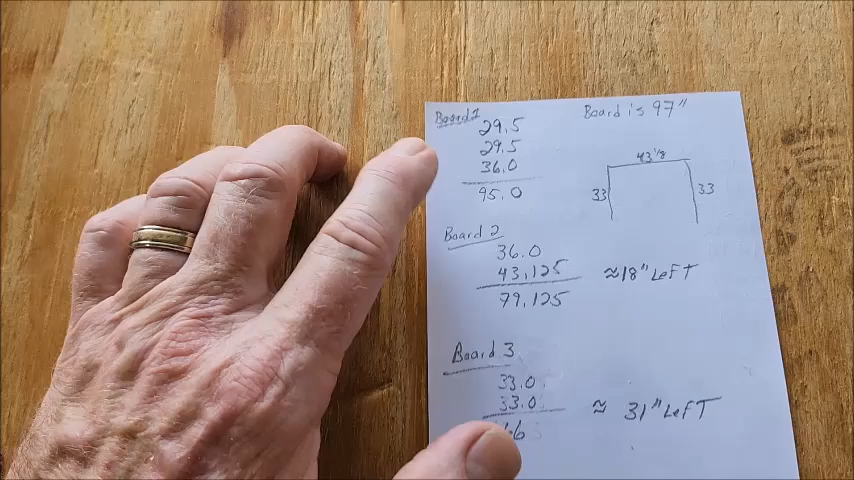 Board 1
Board is 97"
29.5
29.5
36.0
95.0
43 1/8
33
33
Board 2
36.0
43.125
79.125
≈18" LEFT
Board 3
33.0
33.0
66
≈ 31" LEFT